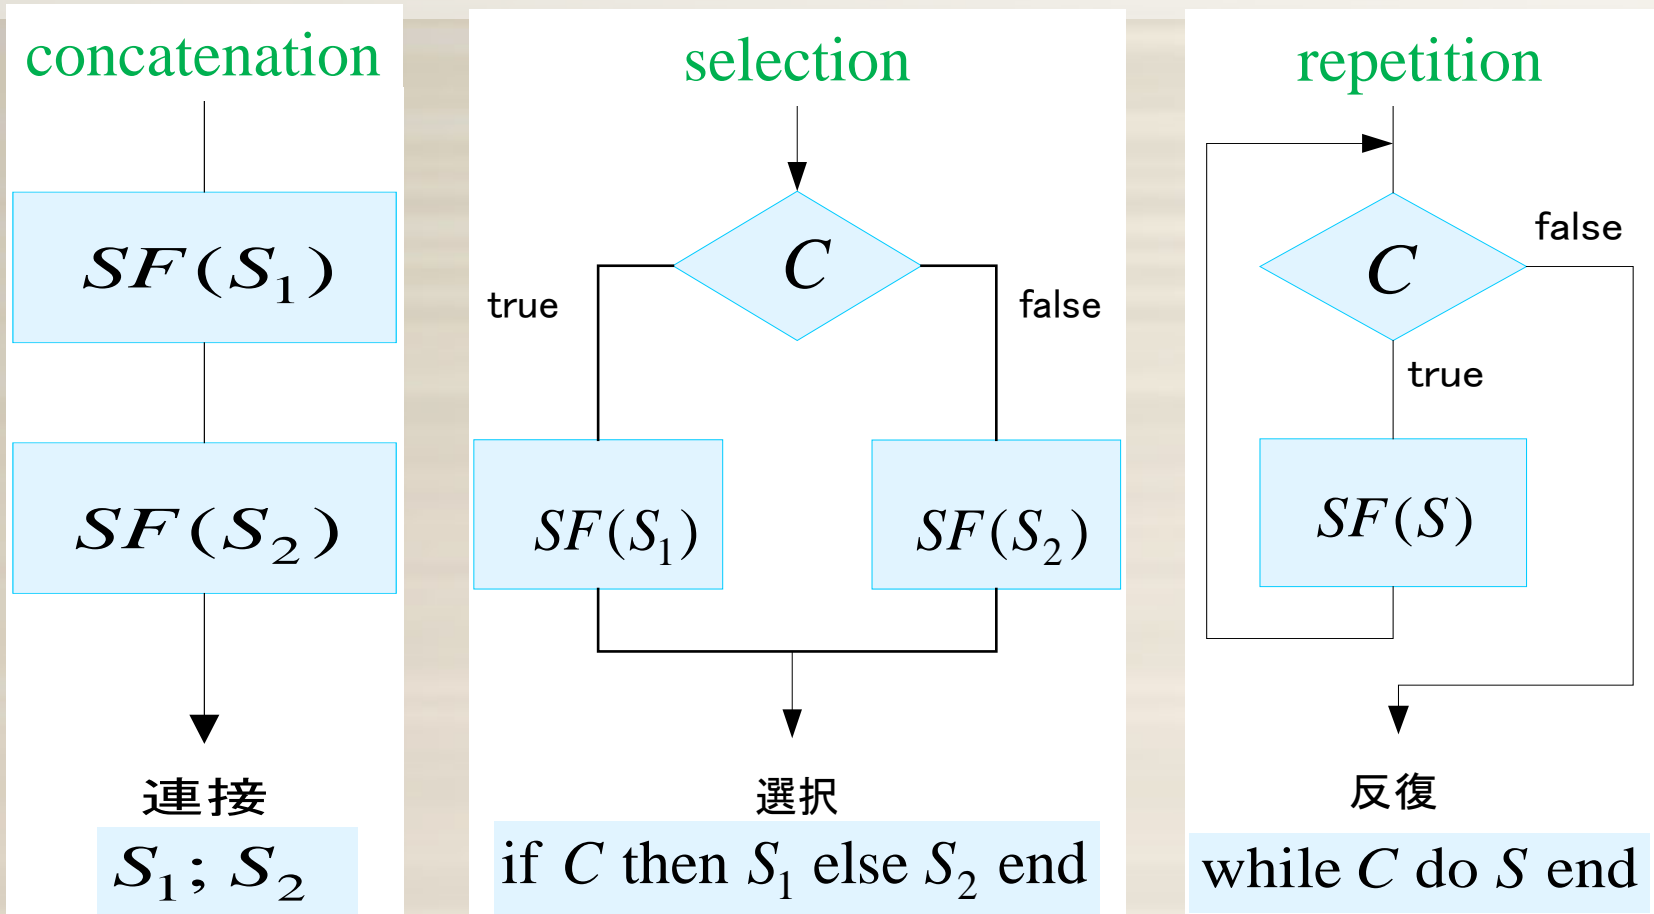 concatenation
SF(S₁)
SF(S₂)
連接
S₁; S₂
selection
C
true
false
SF(S₁)
SF(S₂)
選択
if C then S₁ else S₂ end
repetition
C
false
true
SF(S)
反復
while C do S end